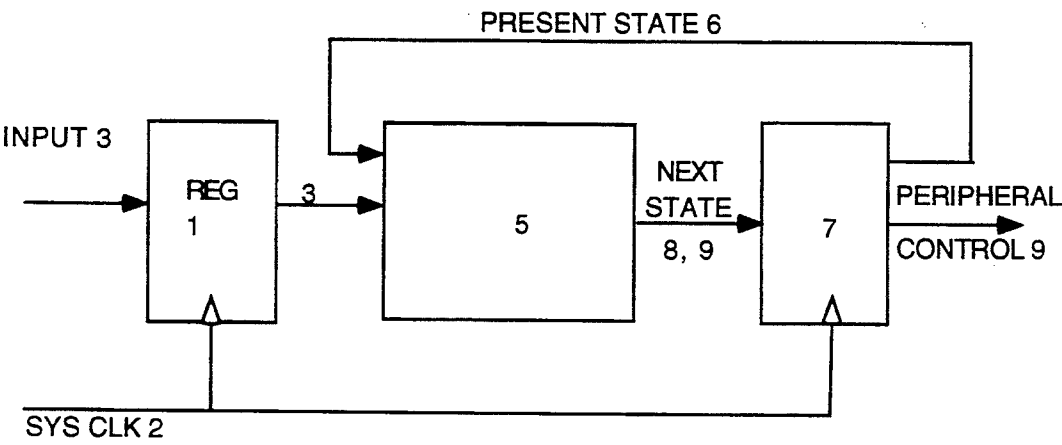 PRESENT STATE 6
INPUT 3
REG
1
3
5
NEXT
STATE
8, 9
7
PERIPHERAL
CONTROL 9
SYS CLK 2